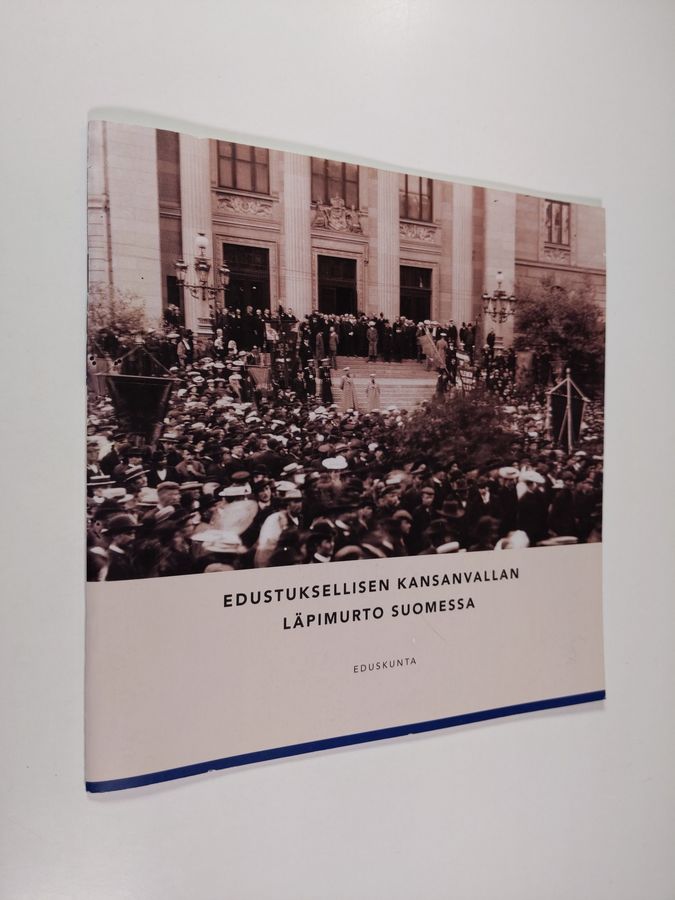 EDUSTUKSELLISEN KANSANVALLAN
LÄPIMURTO SUOMESSA
EDUSKUNTA